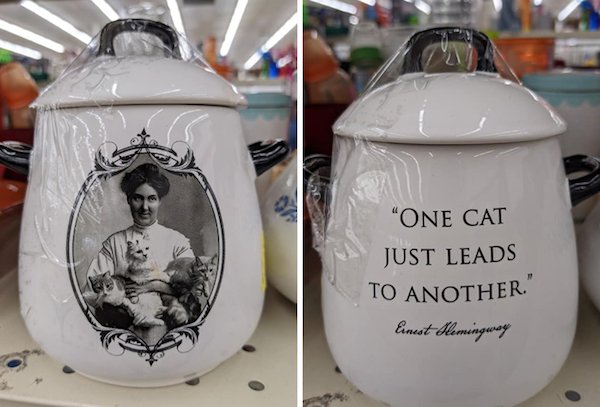 “ONE CAT
JUST LEADS
TO ANOTHER.”
Ernest Hemingway